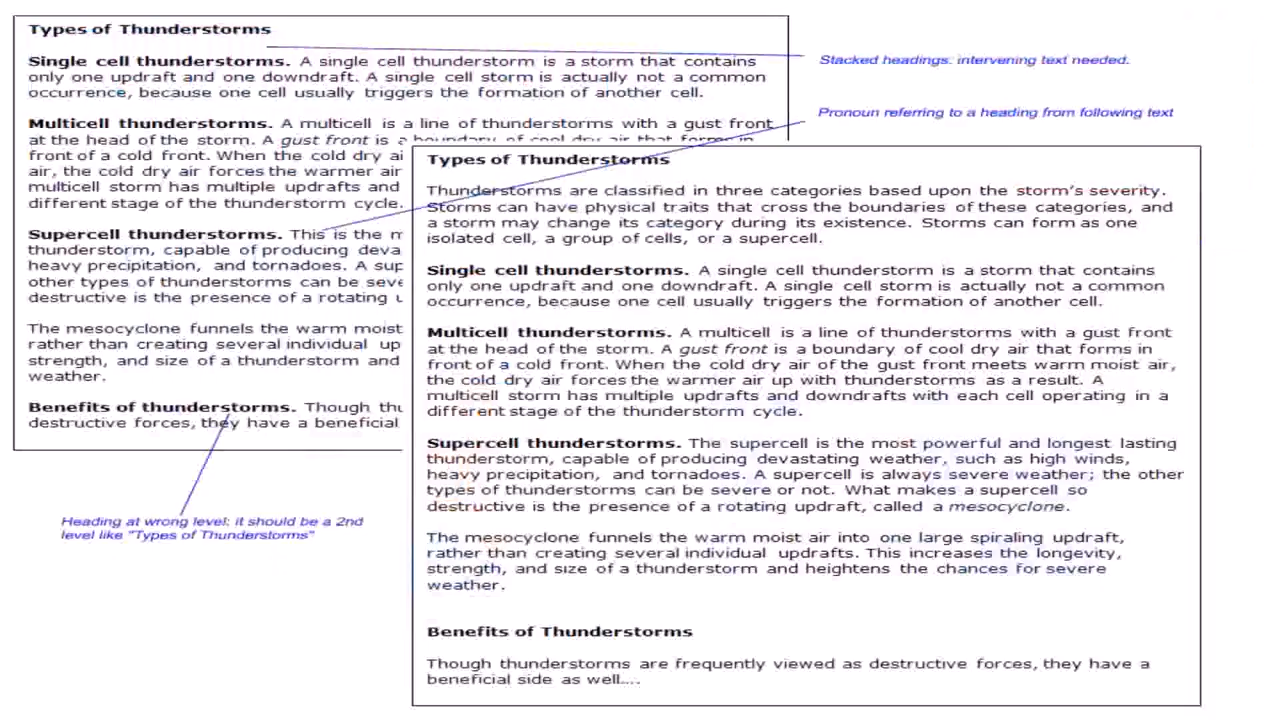 Types of Thunderstorms
Single cell thunderstorms. A single cell thunderstorm is a storm that contains
only one updraft and one downdraft. A single cell storm is actually not a common
occurrence, because one cell usually triggers the formation of another cell.
Multicell thunderstorms. A multicell is a line of thunderstorms with a gust front
at the head of the storm. A gust front is a boundary of cool dry air that forms in
front of a cold front. When the cold dry ai
air, the cold dry air forces the warmer air
multicell storm has multiple updrafts and
different stage of the thunderstorm cycle.
Supercell thunderstorms. This is the m
thunderstorm, capable of producing deva
heavy precipitation, and tornadoes. A sup
other types of thunderstorms can be seve
destructive is the presence of a rotating u
The mesocyclone funnels the warm moist
rather than creating several individual up
strength, and size of a thunderstorm and
weather.
Benefits of thunderstorms. Though thu
destructive forces, they have a beneficial
Stacked headings: intervening text needed.
Pronoun referring to a heading from following text
Heading at wrong level: it should be a 2nd
level like "Types of Thunderstorms"
Types of Thunderstorms
Thunderstorms are classified in three categories based upon the storm's severity.
Storms can have physical traits that cross the boundaries of these categories, and
a storm may change its category during its existence. Storms can form as one
isolated cell, a group of cells, or a supercell.
Single cell thunderstorms. A single cell thunderstorm is a storm that contains
only one updraft and one downdraft. A single cell storm is actually not a common
occurrence, because one cell usually triggers the formation of another cell.
Multicell thunderstorms. A multicell is a line of thunderstorms with a gust front
at the head of the storm. A gust front is a boundary of cool dry air that forms in
front of a cold front. When the cold dry air of the gust front meets warm moist air,
the cold dry air forces the warmer air up with thunderstorms as a result. A
multicell storm has multiple updrafts and downdrafts with each cell operating in a
different stage of the thunderstorm cycle.
Supercell thunderstorms. The supercell is the most powerful and longest lasting
thunderstorm, capable of producing devastating weather, such as high winds,
heavy precipitation, and tornadoes. A supercell is always severe weather; the other
types of thunderstorms can be severe or not. What makes a supercell so
destructive is the presence of a rotating updraft, called a mesocyclone.
The mesocyclone funnels the warm moist air into one large spiraling updraft,
rather than creating several individual updrafts. This increases the longevity,
strength, and size of a thunderstorm and heightens the chances for severe
weather.
Benefits of Thunderstorms
Though thunderstorms are frequently viewed as destructive forces, they have a
beneficial side as well....